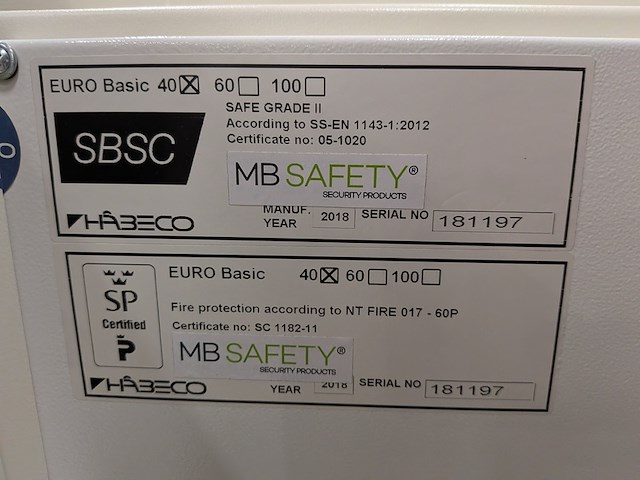 EURO Basic 40☒ 60☐ 100☐
SAFE GRADE II
According to SS-EN 1143-1:2012
Certificate no: 05-1020
SBSC
MB SAFETY®
SECURITY PRODUCTS
HÅBECO
MANUF. YEAR 2018 SERIAL NO 181197
EURO Basic 40☒ 60☐ 100☐
SP
Certified
P
Fire protection according to NT FIRE 017 - 60P
Certificate no: SC 1182-11
MB SAFETY®
SECURITY PRODUCTS
HÅBECO
YEAR 2018 SERIAL NO 181197